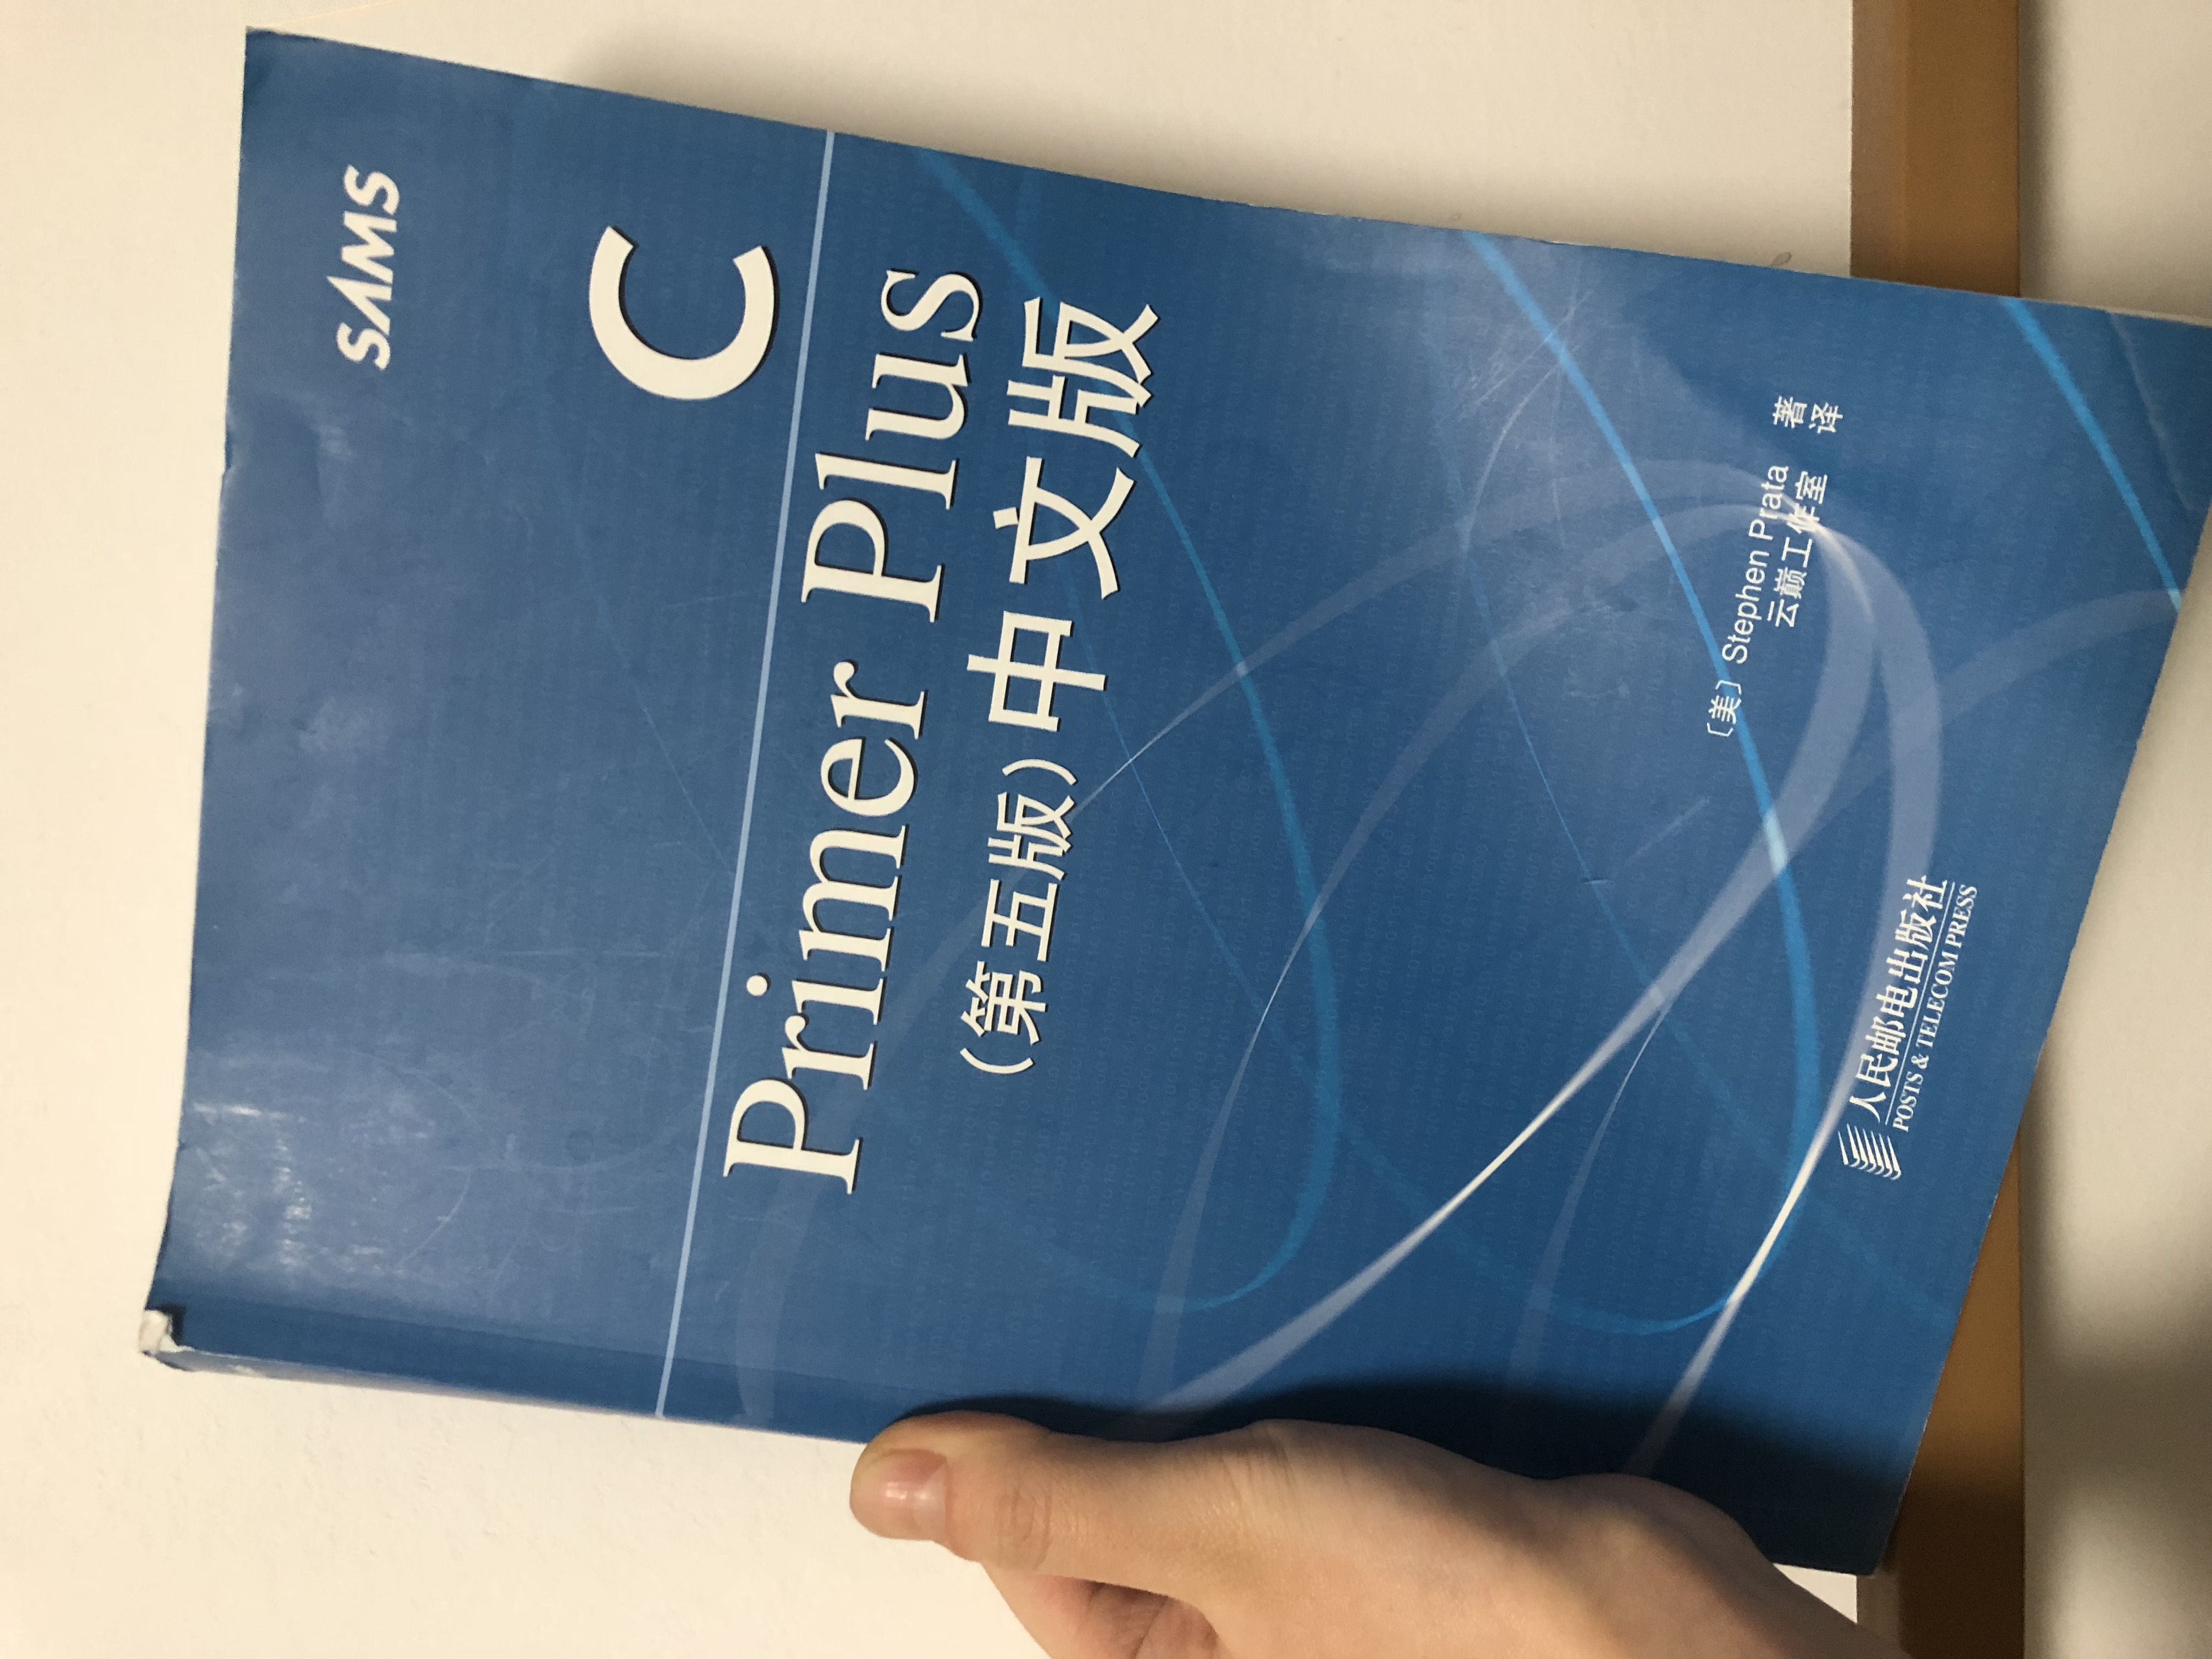 SAMS
C
Primer Plus
（第五版）中文版
〔美〕Stephen Prata 著
云巅工作室 译
人民邮电出版社
POSTS & TELECOM PRESS